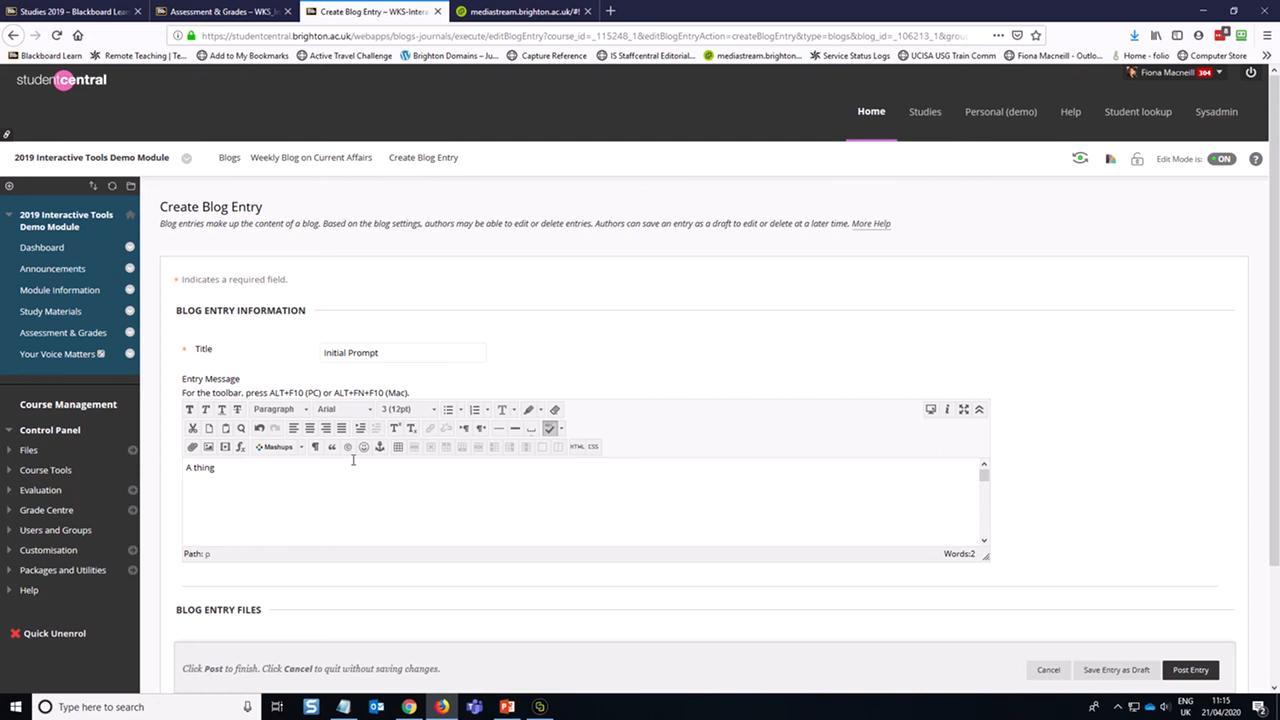 Studies 2019 – Blackboard Lear
Assessment & Grades – WKS_I
Create Blog Entry – WKS-Intera
mediastream.brighton.ac.uk/#!
https://studentcentral.brighton.ac.uk/webapps/blogs-journals/execute/editBlogEntry?course_id=_115248_1&editBlogEntryAction=createBlogEntry&type=blogs&blog_id=_106213_1&group
Blackboard Learn
Remote Teaching | Te...
Add to My Bookmarks
Active Travel Challenge
Brighton Domains – Ju...
Capture Reference
IS Staffcentral Editorial...
mediastream.brighton...
Service Status Logs
UCISA USG Train Comm
Fiona Macneill – Outlo...
Home - folio
Computer Store
studentcentral
Fiona Macneill 304
Home
Studies
Personal (demo)
Help
Student lookup
Sysadmin
2019 Interactive Tools Demo Module
Blogs
Weekly Blog on Current Affairs
Create Blog Entry
Edit Mode is: ON
?
2019 Interactive Tools
Demo Module
Dashboard
Announcements
Module Information
Study Materials
Assessment & Grades
Your Voice Matters
Course Management
Control Panel
Files
Course Tools
Evaluation
Grade Centre
Users and Groups
Customisation
Packages and Utilities
Help
Quick Unenrol
Create Blog Entry
Blog entries make up the content of a blog. Based on the blog settings, authors may be able to edit or delete entries. Authors can save an entry as a draft to edit or delete at a later time. More Help
* Indicates a required field.
BLOG ENTRY INFORMATION
* Title
Initial Prompt
Entry Message
For the toolbar, press ALT+F10 (PC) or ALT+FN+F10 (Mac).
T T T T Paragraph Arial 3 (12pt)
Mashups
HTML CSS
A thing
Path: p
Words:2
BLOG ENTRY FILES
Click Post to finish. Click Cancel to quit without saving changes.
Cancel
Save Entry as Draft
Post Entry
Type here to search
ENG
UK
11:15
21/04/2020
2